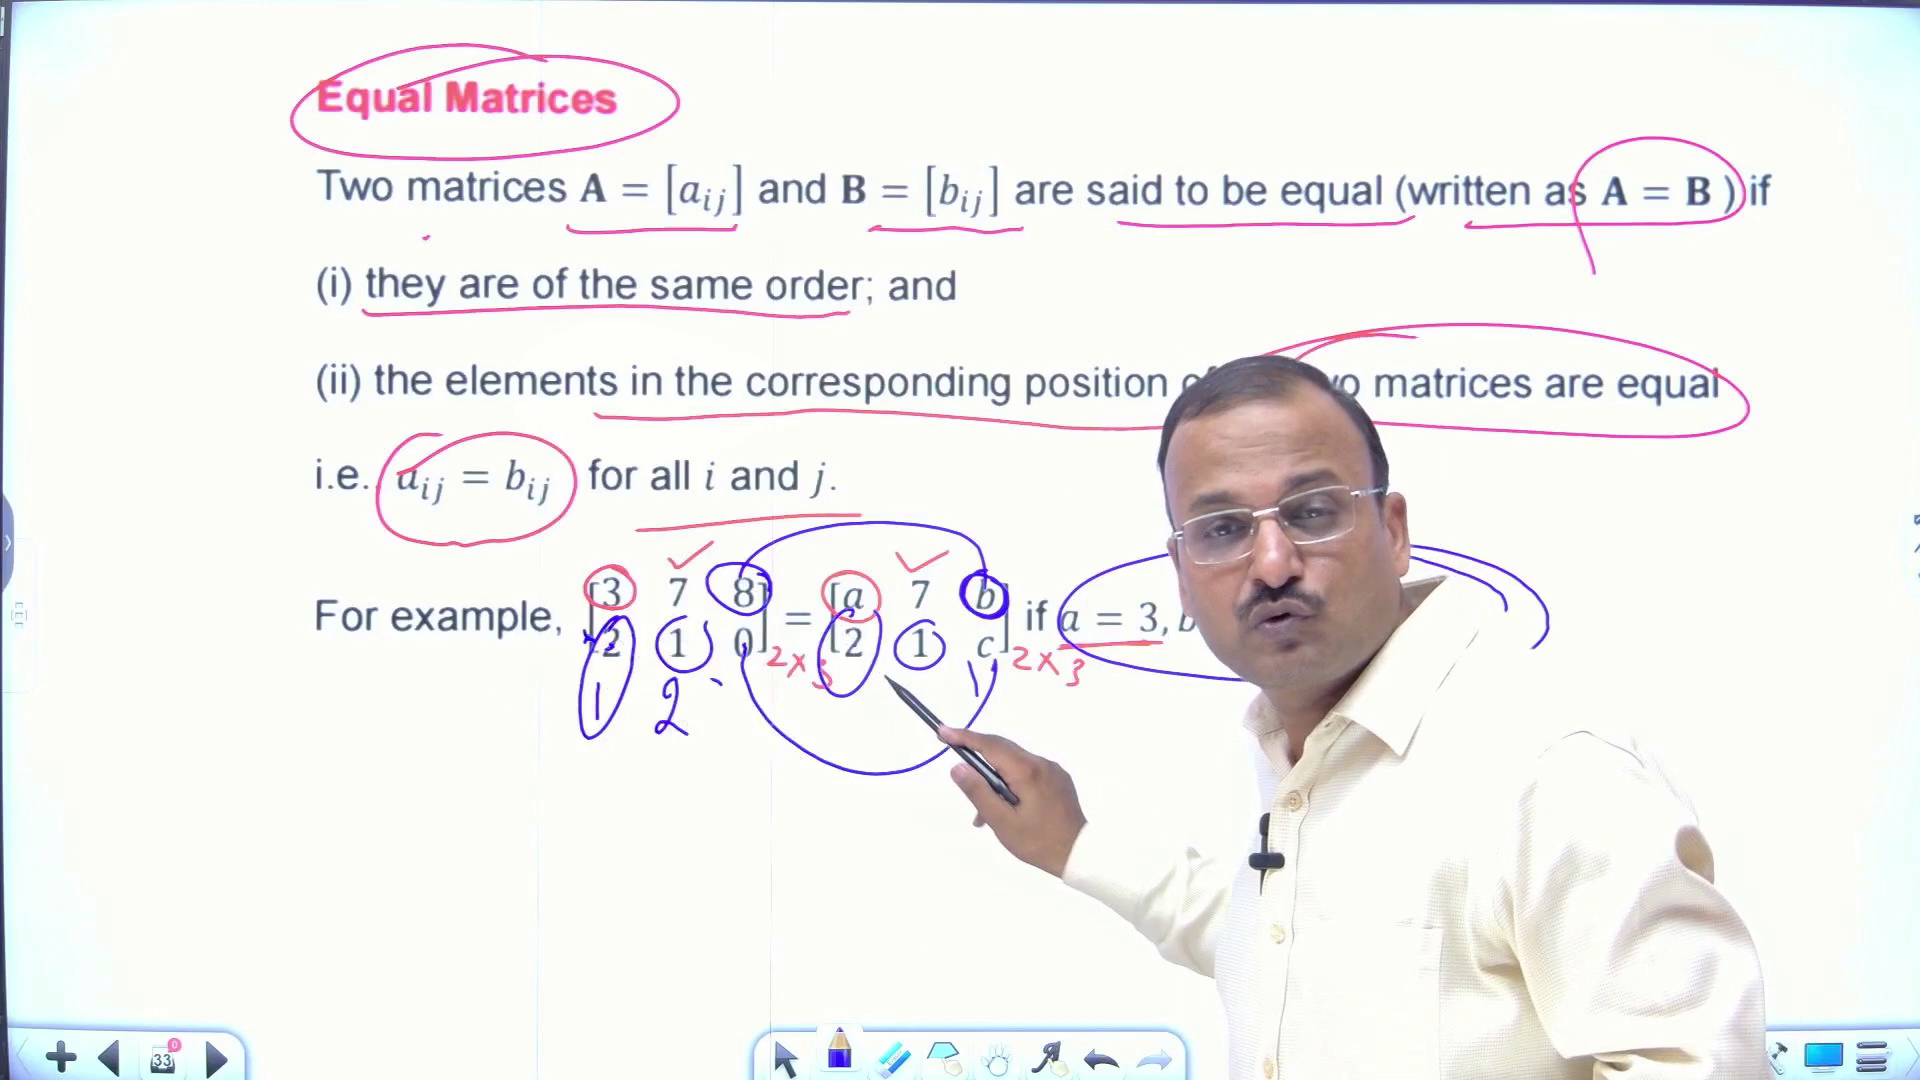 Equal Matrices
Two matrices A = [aij] and B = [bij] are said to be equal (written as A = B ) if
(i) they are of the same order; and
(ii) the elements in the corresponding position matrices are equal
i.e. aij = bij for all i and j.
For example, [3 7 8 = [a 7 b] if a = 3, b
2 1 0] 2 × 3 2 1 c] 2 × 3
1 2
33
0